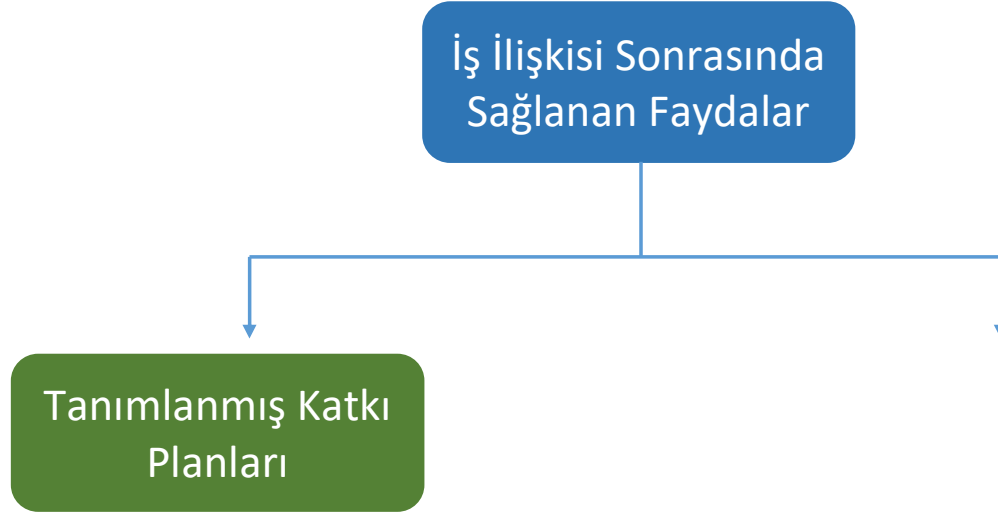 İş İlişkisi Sonrasında
Sağlanan Faydalar
Tanımlanmış Katkı
Planları